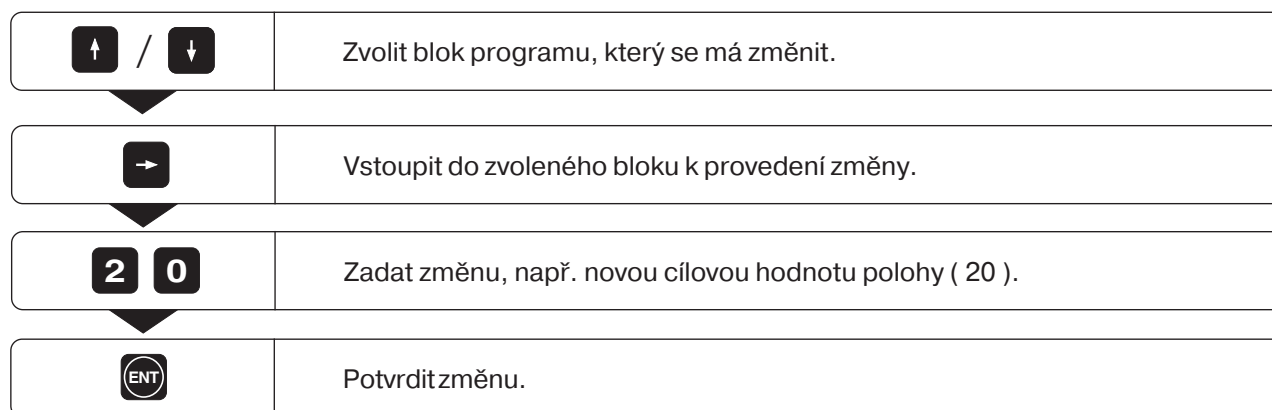 ↑ / ↓ Zvolit blok programu, který se má změnit.
→ Vstoupit do zvoleného bloku k provedení změny.
2 0 Zadat změnu, např. novou cílovou hodnotu polohy ( 20 ).
ENT Potvrdit změnu.